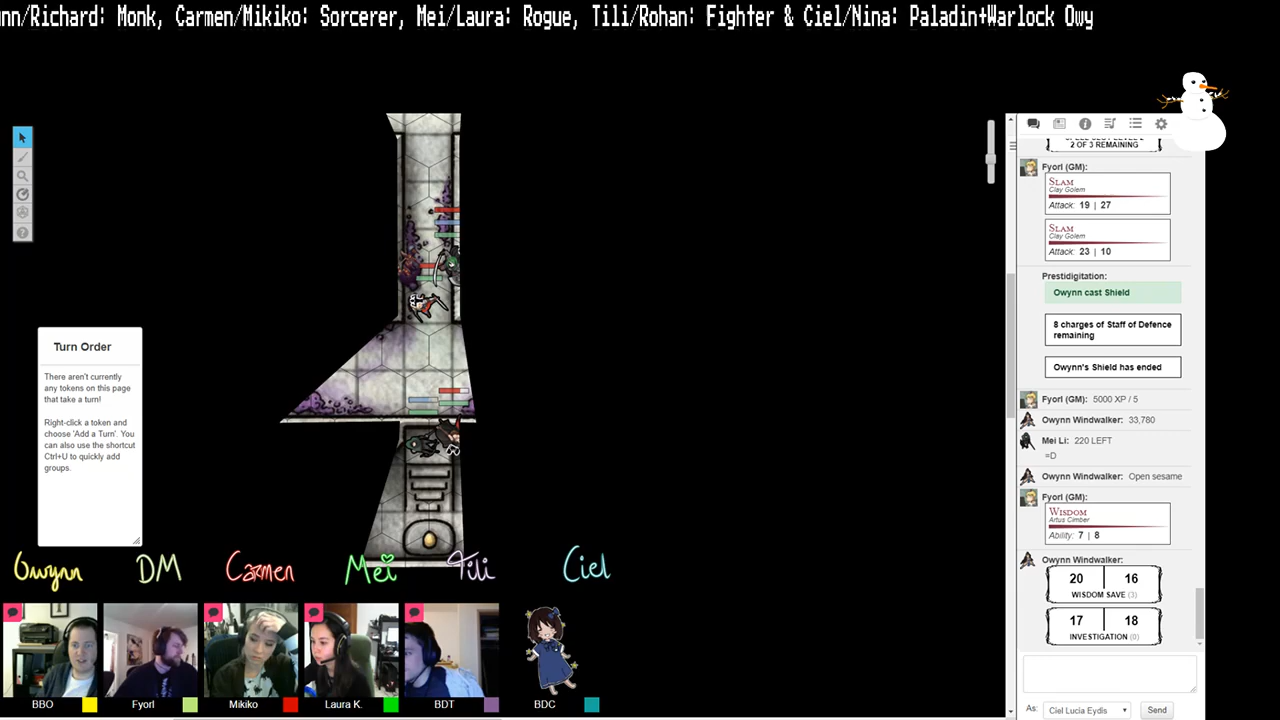 nn/Richard: Monk, Carmen/Mikiko: Sorcerer, Mei/Laura: Rogue, Tili/Rohan: Fighter & Ciel/Nina: Paladin+Warlock Owy
2 OF 3 REMAINING
Fyorl (GM):
SLAM
Clay Golem
Attack: 19 | 27
SLAM
Clay Golem
Attack: 23 | 10
Prestidigitation:
Owynn cast Shield
8 charges of Staff of Defence
remaining
Owynn's Shield has ended
Fyorl (GM): 5000 XP / 5
Owynn Windwalker: 33,780
Mei Li: 220 LEFT
=D
Owynn Windwalker: Open sesame
Fyorl (GM):
WISDOM
Artus Cimber
Ability: 7 | 8
Owynn Windwalker:
20 16
WISDOM SAVE (3)
17 18
INVESTIGATION (0)
As: Ciel Lucia Eydis Send
Turn Order
There aren't currently
any tokens on this page
that take a turn!
Right-click a token and
choose 'Add a Turn'. You
can also use the shortcut
Ctrl+U to quickly add
groups.
Owynn DM Carmen Mei Tili Ciel
BBO Fyorl Mikiko Laura K. BDT BDC